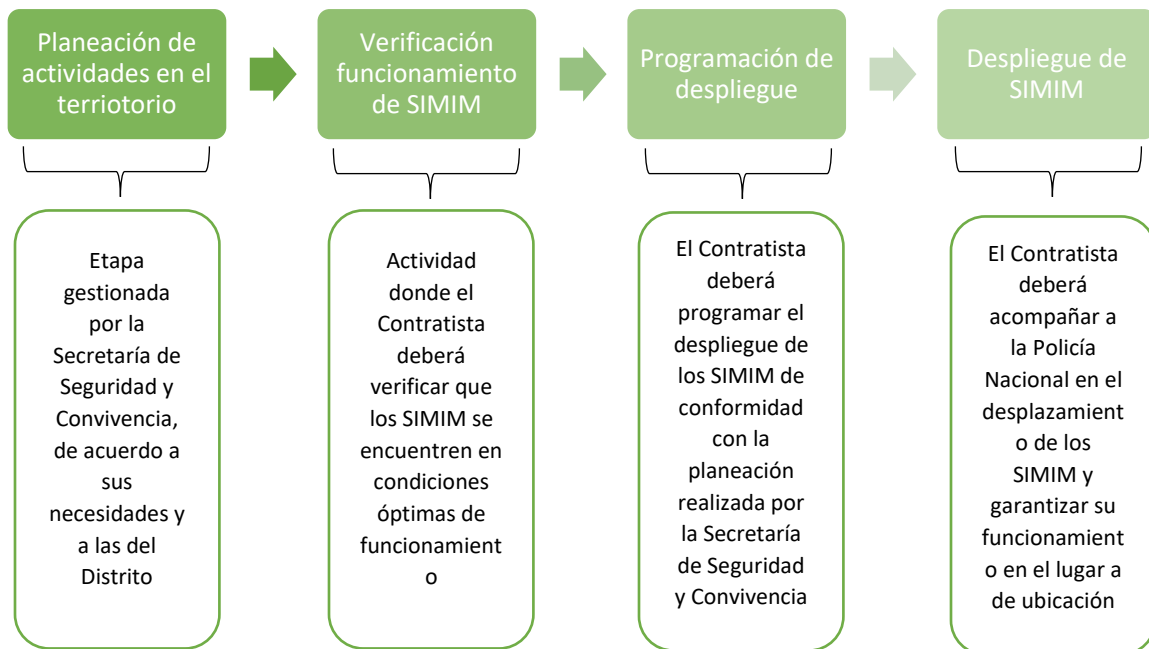 Planeación de
actividades en el
terriotorio
Verificación
funcionamiento
de SIMIM
Programación de
despliegue
Despliegue de
SIMIM
Etapa
gestionada
por la
Secretaría de
Seguridad y
Convivencia,
de acuerdo a
sus
necesidades y
a las del
Distrito
Actividad
donde el
Contratista
deberá
verificar que
los SIMIM se
encuentren en
condiciones
óptimas de
funcionamient
o
El Contratista
deberá
programar el
despliegue de
los SIMIM de
conformidad
con la
planeación
realizada por
la Secretaría
de Seguridad
y Convivencia
El Contratista
deberá
acompañar a
la Policía
Nacional en el
desplazamient
o de los
SIMIM y
garantizar su
funcionamient
o en el lugar a
de ubicación